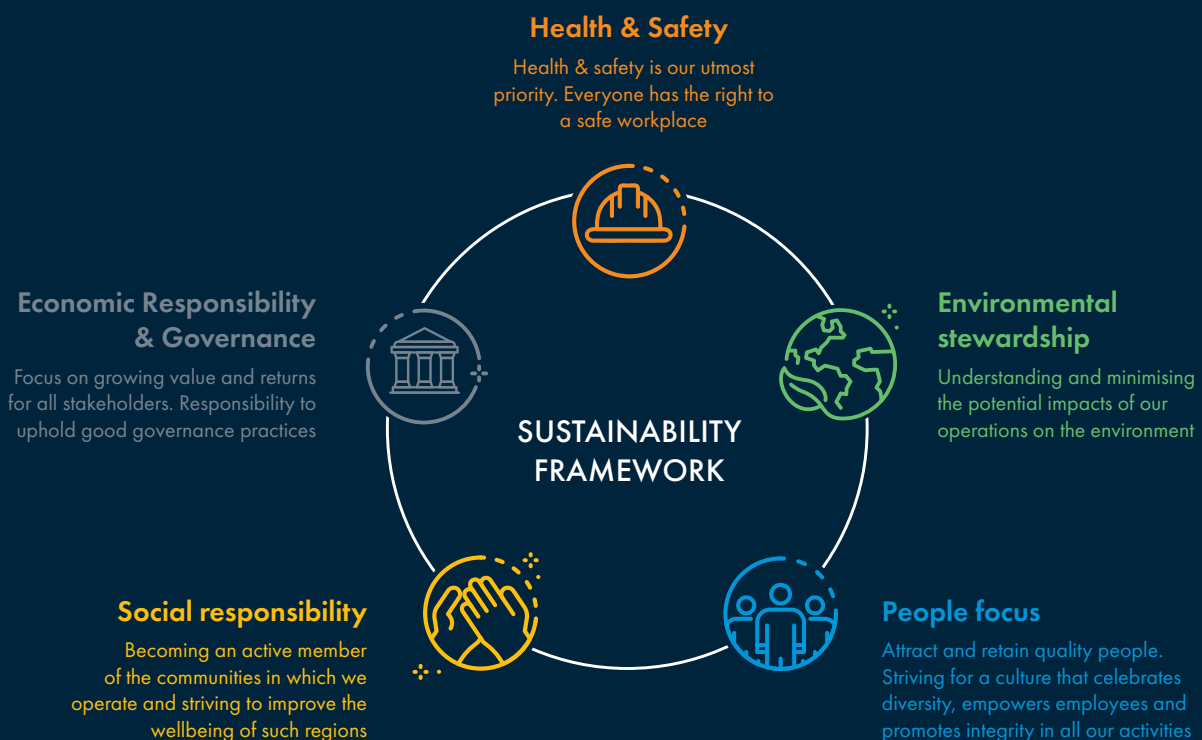 Health & Safety
Health & safety is our utmost
priority. Everyone has the right to
a safe workplace
Economic Responsibility
& Governance
Focus on growing value and returns
for all stakeholders. Responsibility to
uphold good governance practices
Environmental
stewardship
Understanding and minimising
the potential impacts of our
operations on the environment
SUSTAINABILITY
FRAMEWORK
Social responsibility
Becoming an active member
of the communities in which we
operate and striving to improve the
wellbeing of such regions
People focus
Attract and retain quality people.
Striving for a culture that celebrates
diversity, empowers employees and
promotes integrity in all our activities